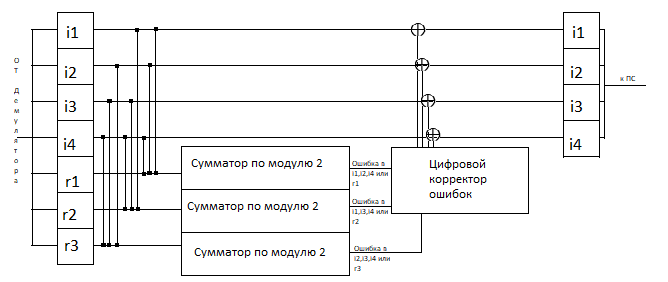 От демулятора
i1
i2
i3
i4
r1
r2
r3
Сумматор по модулю 2
Сумматор по модулю 2
Сумматор по модулю 2
Ошибка в
i1,i2,i4 или
r1
Ошибка в
i1,i3,i4 или
r2
Ошибка в
i2,i3,i4 или
r3
Цифровой
корректор
ошибок
i1
i2
i3
i4
к ПС